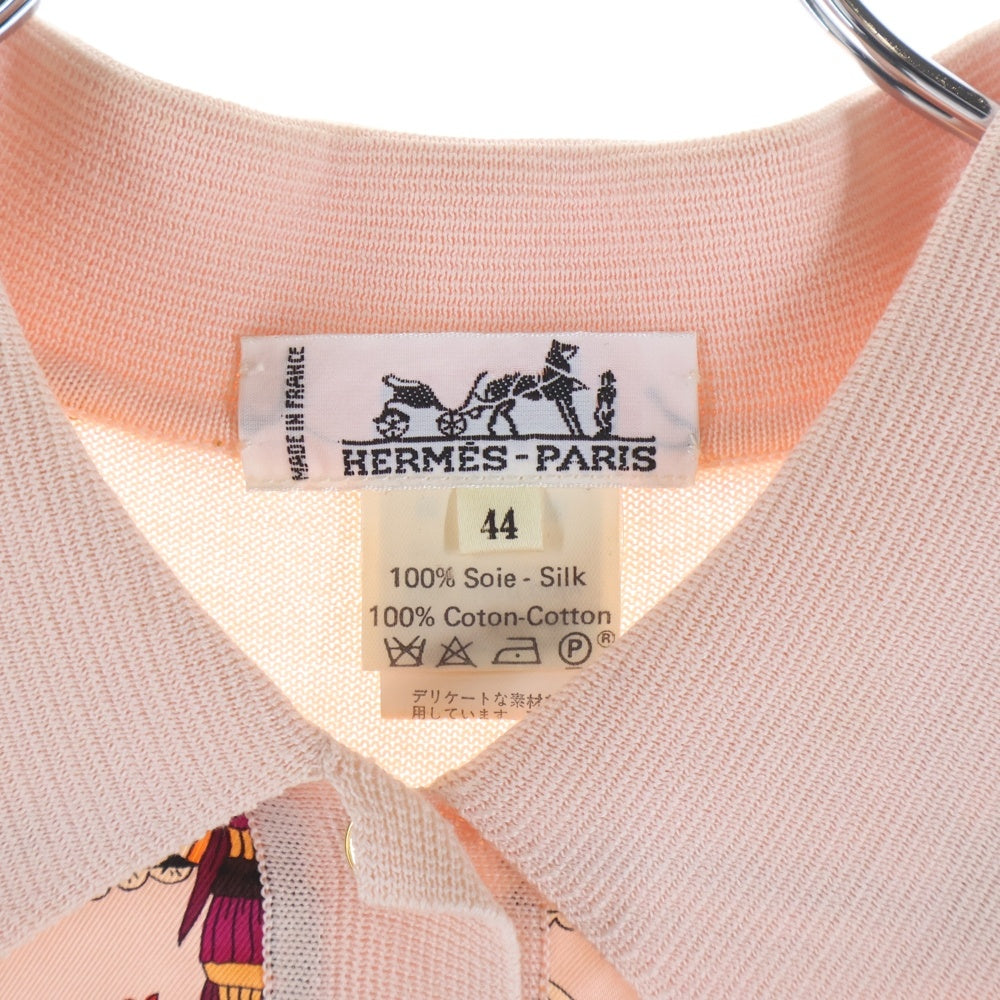 MADE IN FRANCE
HERMÈS-PARIS
44
100% Soie - Silk
100% Coton-Cotton
P®
デリケートな素材
用しています